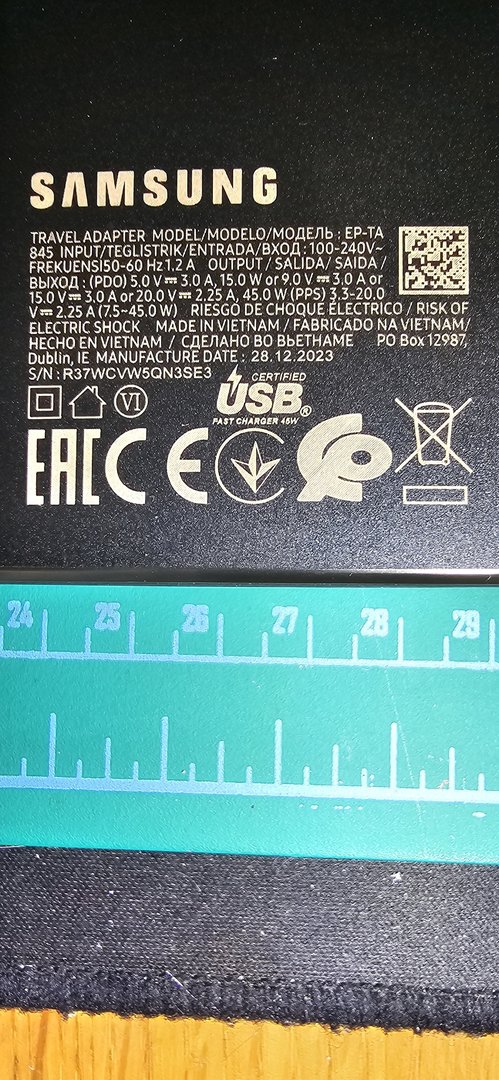 SAMSUNG
TRAVEL ADAPTER MODEL/MODELO/МОДЕЛЬ : EP-TA
845 INPUT/TEGLISTRIK/ENTRADA/ВХОД : 100-240V~
FREKUENSI50-60 Hz 1.2 A OUTPUT / SALIDA / SAIDA /
ВЫХОД : (PDO) 5.0 V⎓ 3.0 A, 15.0 W or 9.0 V⎓ 3.0 A or
15.0 V⎓ 3.0 A or 20.0 V⎓ 2.25 A, 45.0 W (PPS) 3.3-20.0
V⎓ 2.25 A (7.5~45.0 W) RIESGO DE CHOQUE ELÉCTRICO / RISK OF
ELECTRIC SHOCK MADE IN VIETNAM / FABRICADO NA VIETNAM/
HECHO EN VIETNAM / СДЕЛАНО ВО ВЬЕТНАМЕ PO Box 12987,
Dublin, IE MANUFACTURE DATE : 28.12.2023
S/N : R37WCVW5QN3SE3
CERTIFIED
USB®
FAST CHARGER 45W
VI
EAC CE
24 25 26 27 28 29